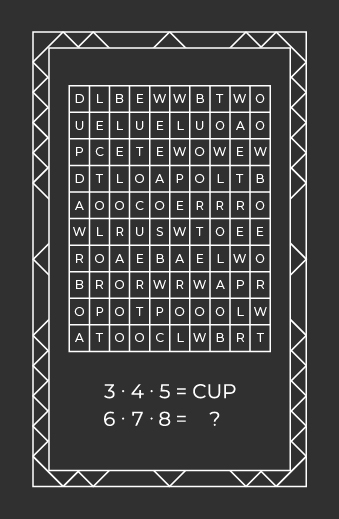 D L B E W W B T W O
U E L U E L U O A O
P C E T E W O W E W
D T L O A P O L T B
A O O C O E R R R O
W L R U S W T O E E
R O A E B A E L W O
B R O R W R W A P R
O P O T P O O O L W
A T O O C L W B R T
3 · 4 · 5 = CUP
6 · 7 · 8 = ?